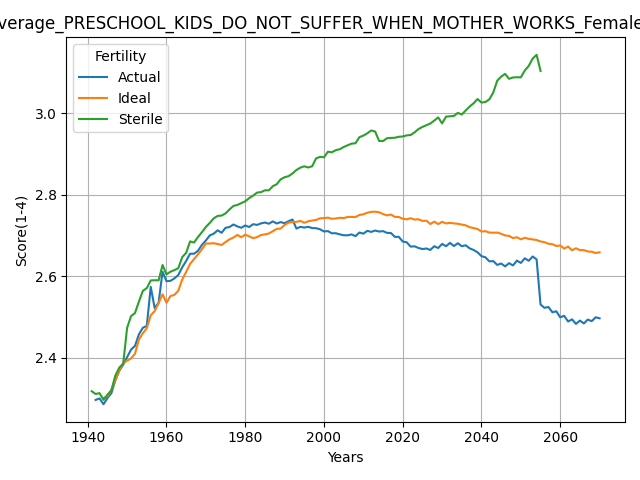 verage_PRESCHOOL_KIDS_DO_NOT_SUFFER_WHEN_MOTHER_WORKS_Female
Fertility
Actual
Ideal
Sterile
Score(1-4)
3.0
2.8
2.6
2.4
1940 1960 1980 2000 2020 2040 2060
Years